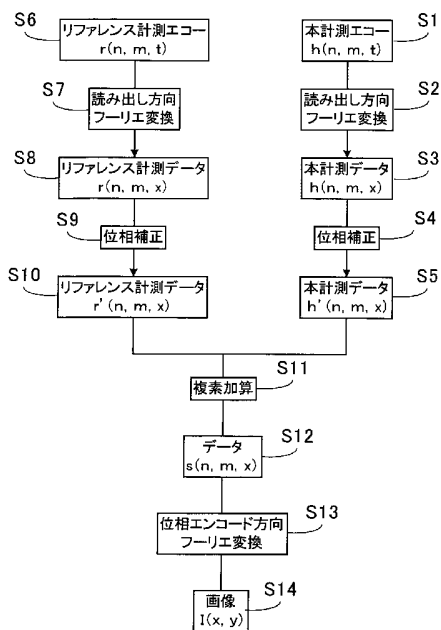 S6
リファレンス計測エコー
r(n, m, t)
S1
本計測エコー
h(n, m, t)
S7
読み出し方向
フーリエ変換
S2
読み出し方向
フーリエ変換
S8
リファレンス計測データ
r(n, m, x)
S3
本計測データ
h(n, m, x)
S9
位相補正
S4
位相補正
S10
リファレンス計測データ
r' (n, m, x)
S5
本計測データ
h' (n, m, x)
S11
複素加算
S12
データ
s(n, m, x)
S13
位相エンコード方向
フーリエ変換
S14
画像
I(x, y)